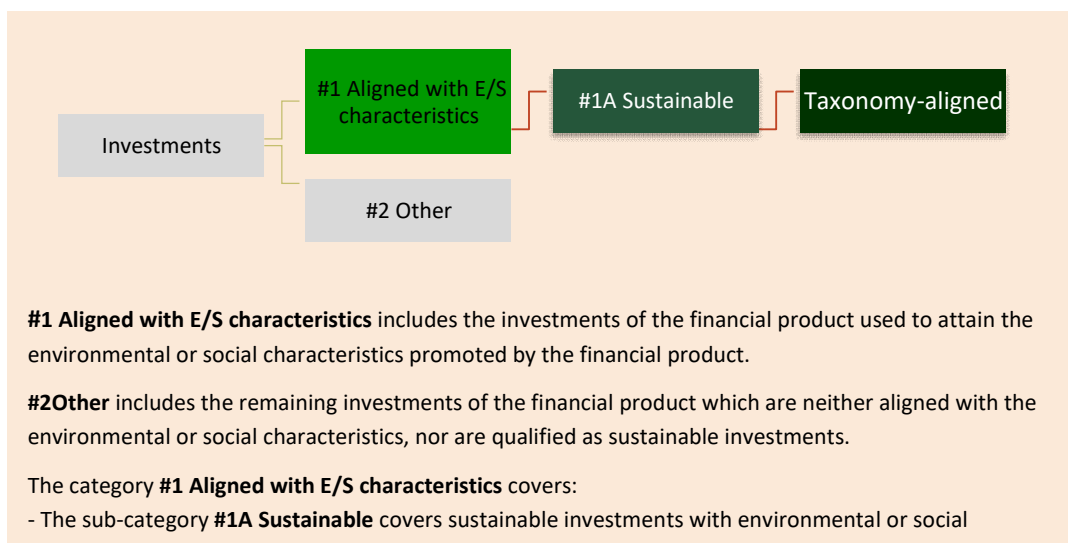 #1 Aligned with E/S
characteristics
#1A Sustainable
Taxonomy-aligned
Investments
#2 Other
#1 Aligned with E/S characteristics includes the investments of the financial product used to attain the
environmental or social characteristics promoted by the financial product.
#2Other includes the remaining investments of the financial product which are neither aligned with the
environmental or social characteristics, nor are qualified as sustainable investments.
The category #1 Aligned with E/S characteristics covers:
- The sub-category #1A Sustainable covers sustainable investments with environmental or social